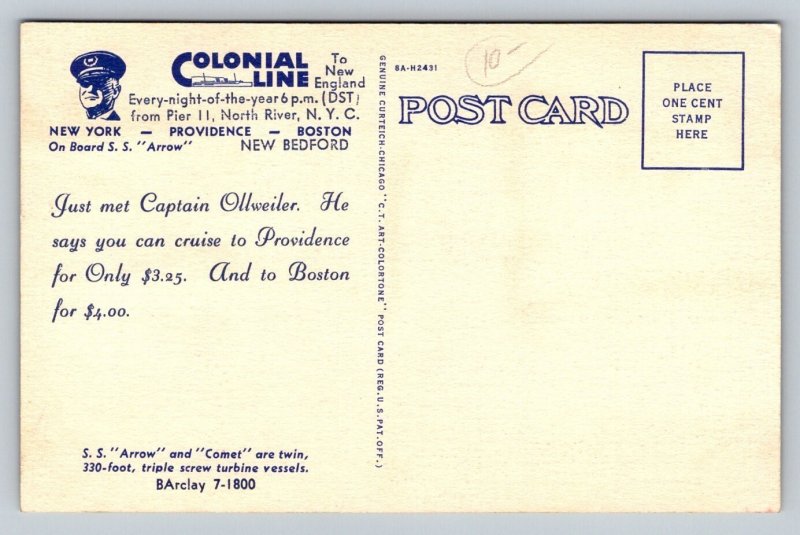 COLONIAL LINE
To New England
Every-night-of-the-year 6 p.m. (DST)
from Pier 11, North River, N. Y. C.
NEW YORK — PROVIDENCE — BOSTON
On Board S. S. "Arrow" NEW BEDFORD
Just met Captain Ollweiler. He
says you can cruise to Providence
for Only $3.25. And to Boston
for $4.00.
S. S. "Arrow" and "Comet" are twin,
330-foot, triple screw turbine vessels.
BArclay 7-1800
GENUINE CURTEICH-CHICAGO "C. T. ART-COLORTONE" POST CARD (REG. U. S. PAT. OFF.)
8A-H2431
10-
POST CARD
PLACE
ONE CENT
STAMP
HERE